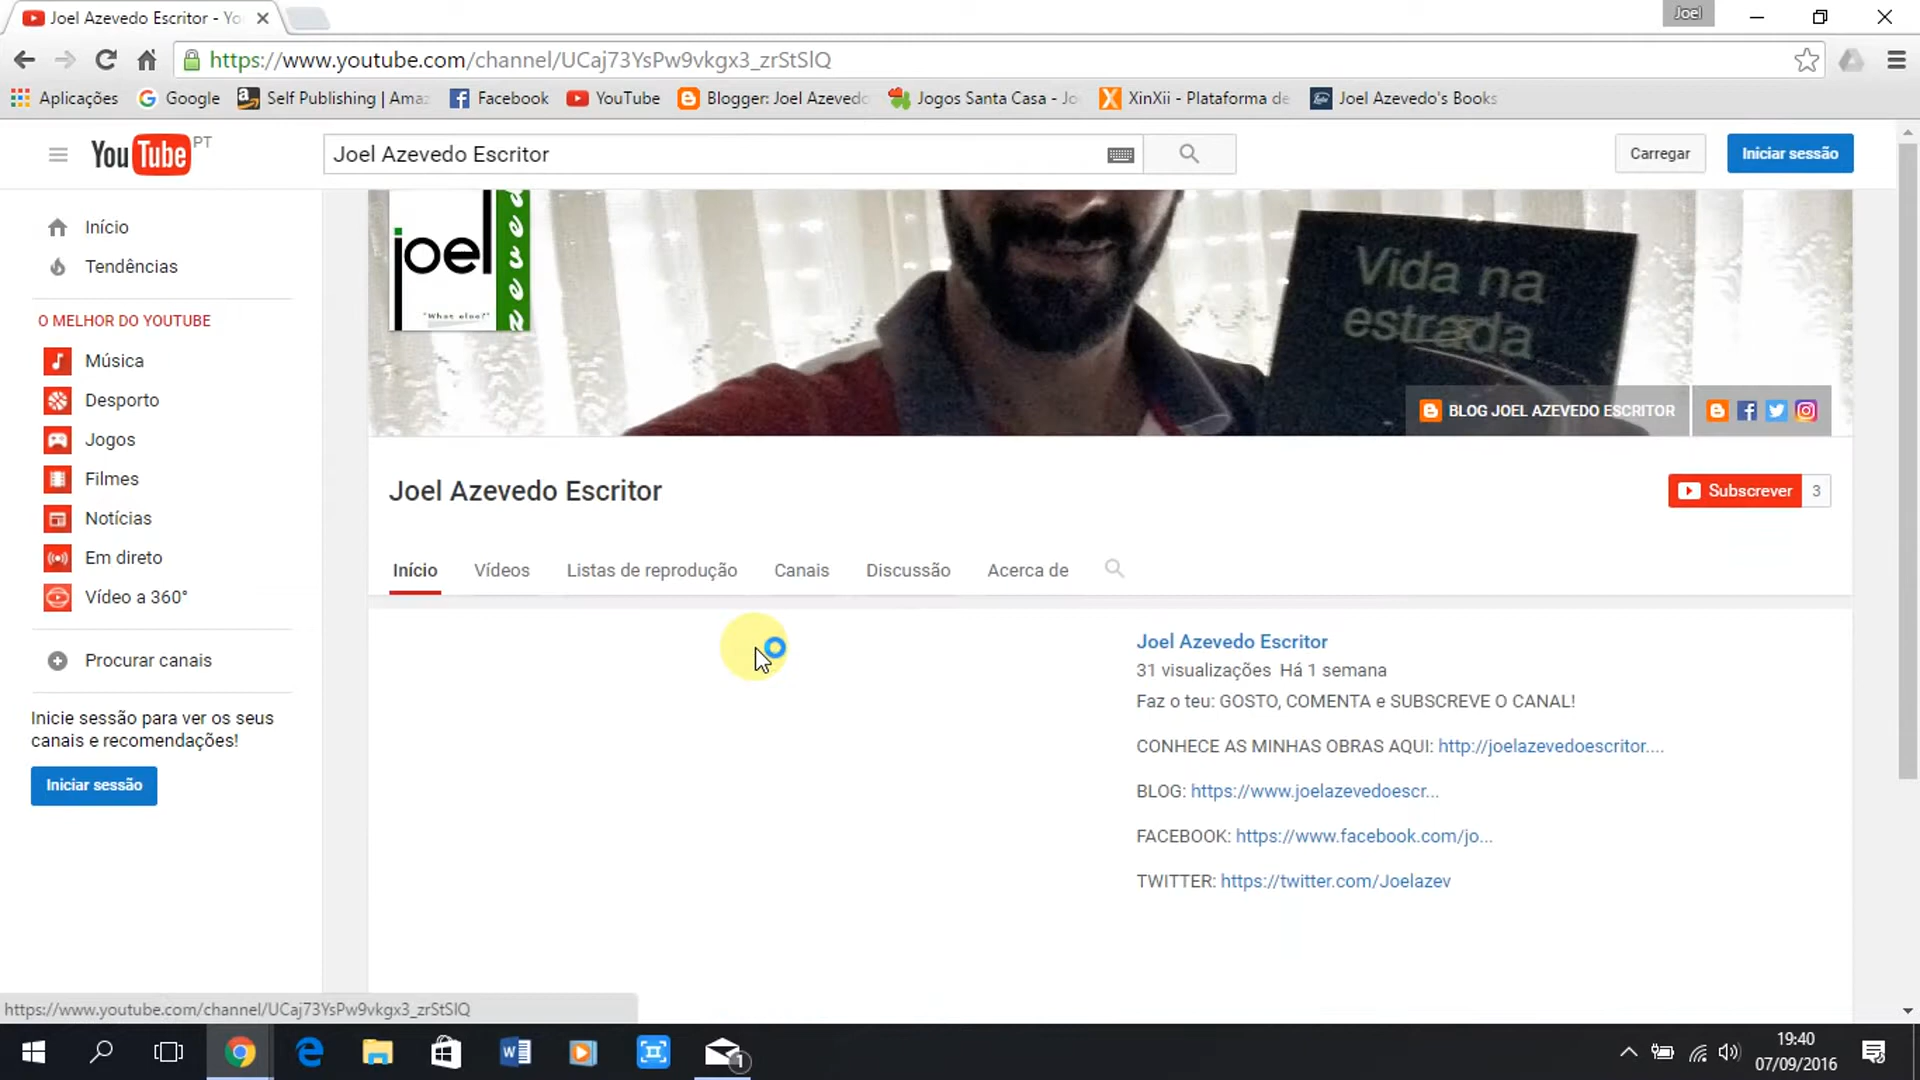 Joel Azevedo Escritor - Yo
Joel
https://www.youtube.com/channel/UCaj73YsPw9vkgx3_zrStSlQ
Aplicações
Google
Self Publishing | Ama
Facebook
YouTube
Blogger: Joel Azevedo
Jogos Santa Casa - Jo
XinXii - Plataforma de
Joel Azevedo's Books
YouTube PT
Joel Azevedo Escritor
Carregar
Iniciar sessão
Início
Tendências
O MELHOR DO YOUTUBE
Música
Desporto
Jogos
Filmes
Notícias
Em direto
Vídeo a 360°
Procurar canais
Inicie sessão para ver os seus
canais e recomendações!
Iniciar sessão
joel
"What else?"
Vida na
estrada
BLOG JOEL AZEVEDO ESCRITOR
Joel Azevedo Escritor
Subscrever 3
Início
Vídeos
Listas de reprodução
Canais
Discussão
Acerca de
Joel Azevedo Escritor
31 visualizações Há 1 semana
Faz o teu: GOSTO, COMENTA e SUBSCREVE O CANAL!
CONHECE AS MINHAS OBRAS AQUI: http://joelazevedoescritor....
BLOG: https://www.joelazevedoescr...
FACEBOOK: https://www.facebook.com/jo...
TWITTER: https://twitter.com/Joelazev
https://www.youtube.com/channel/UCaj73YsPw9vkgx3_zrStSlQ
1
19:40
07/09/2016